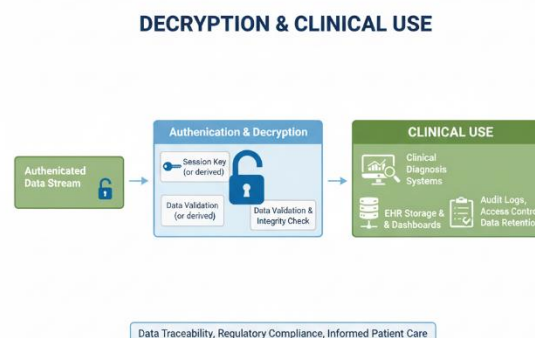 DECRYPTION & CLINICAL USE
Authenticated
Data Stream
Authentication & Decryption
Session Key
(or derived)
Data Validation
(or derived)
Data Validation &
Integrity Check
CLINICAL USE
Clinical
Diagnosis
Systems
EHR Storage &
& Dashboards
Audit Logs,
Access Contro
Data Retentio
Data Traceability, Regulatory Compliance, Informed Patient Care